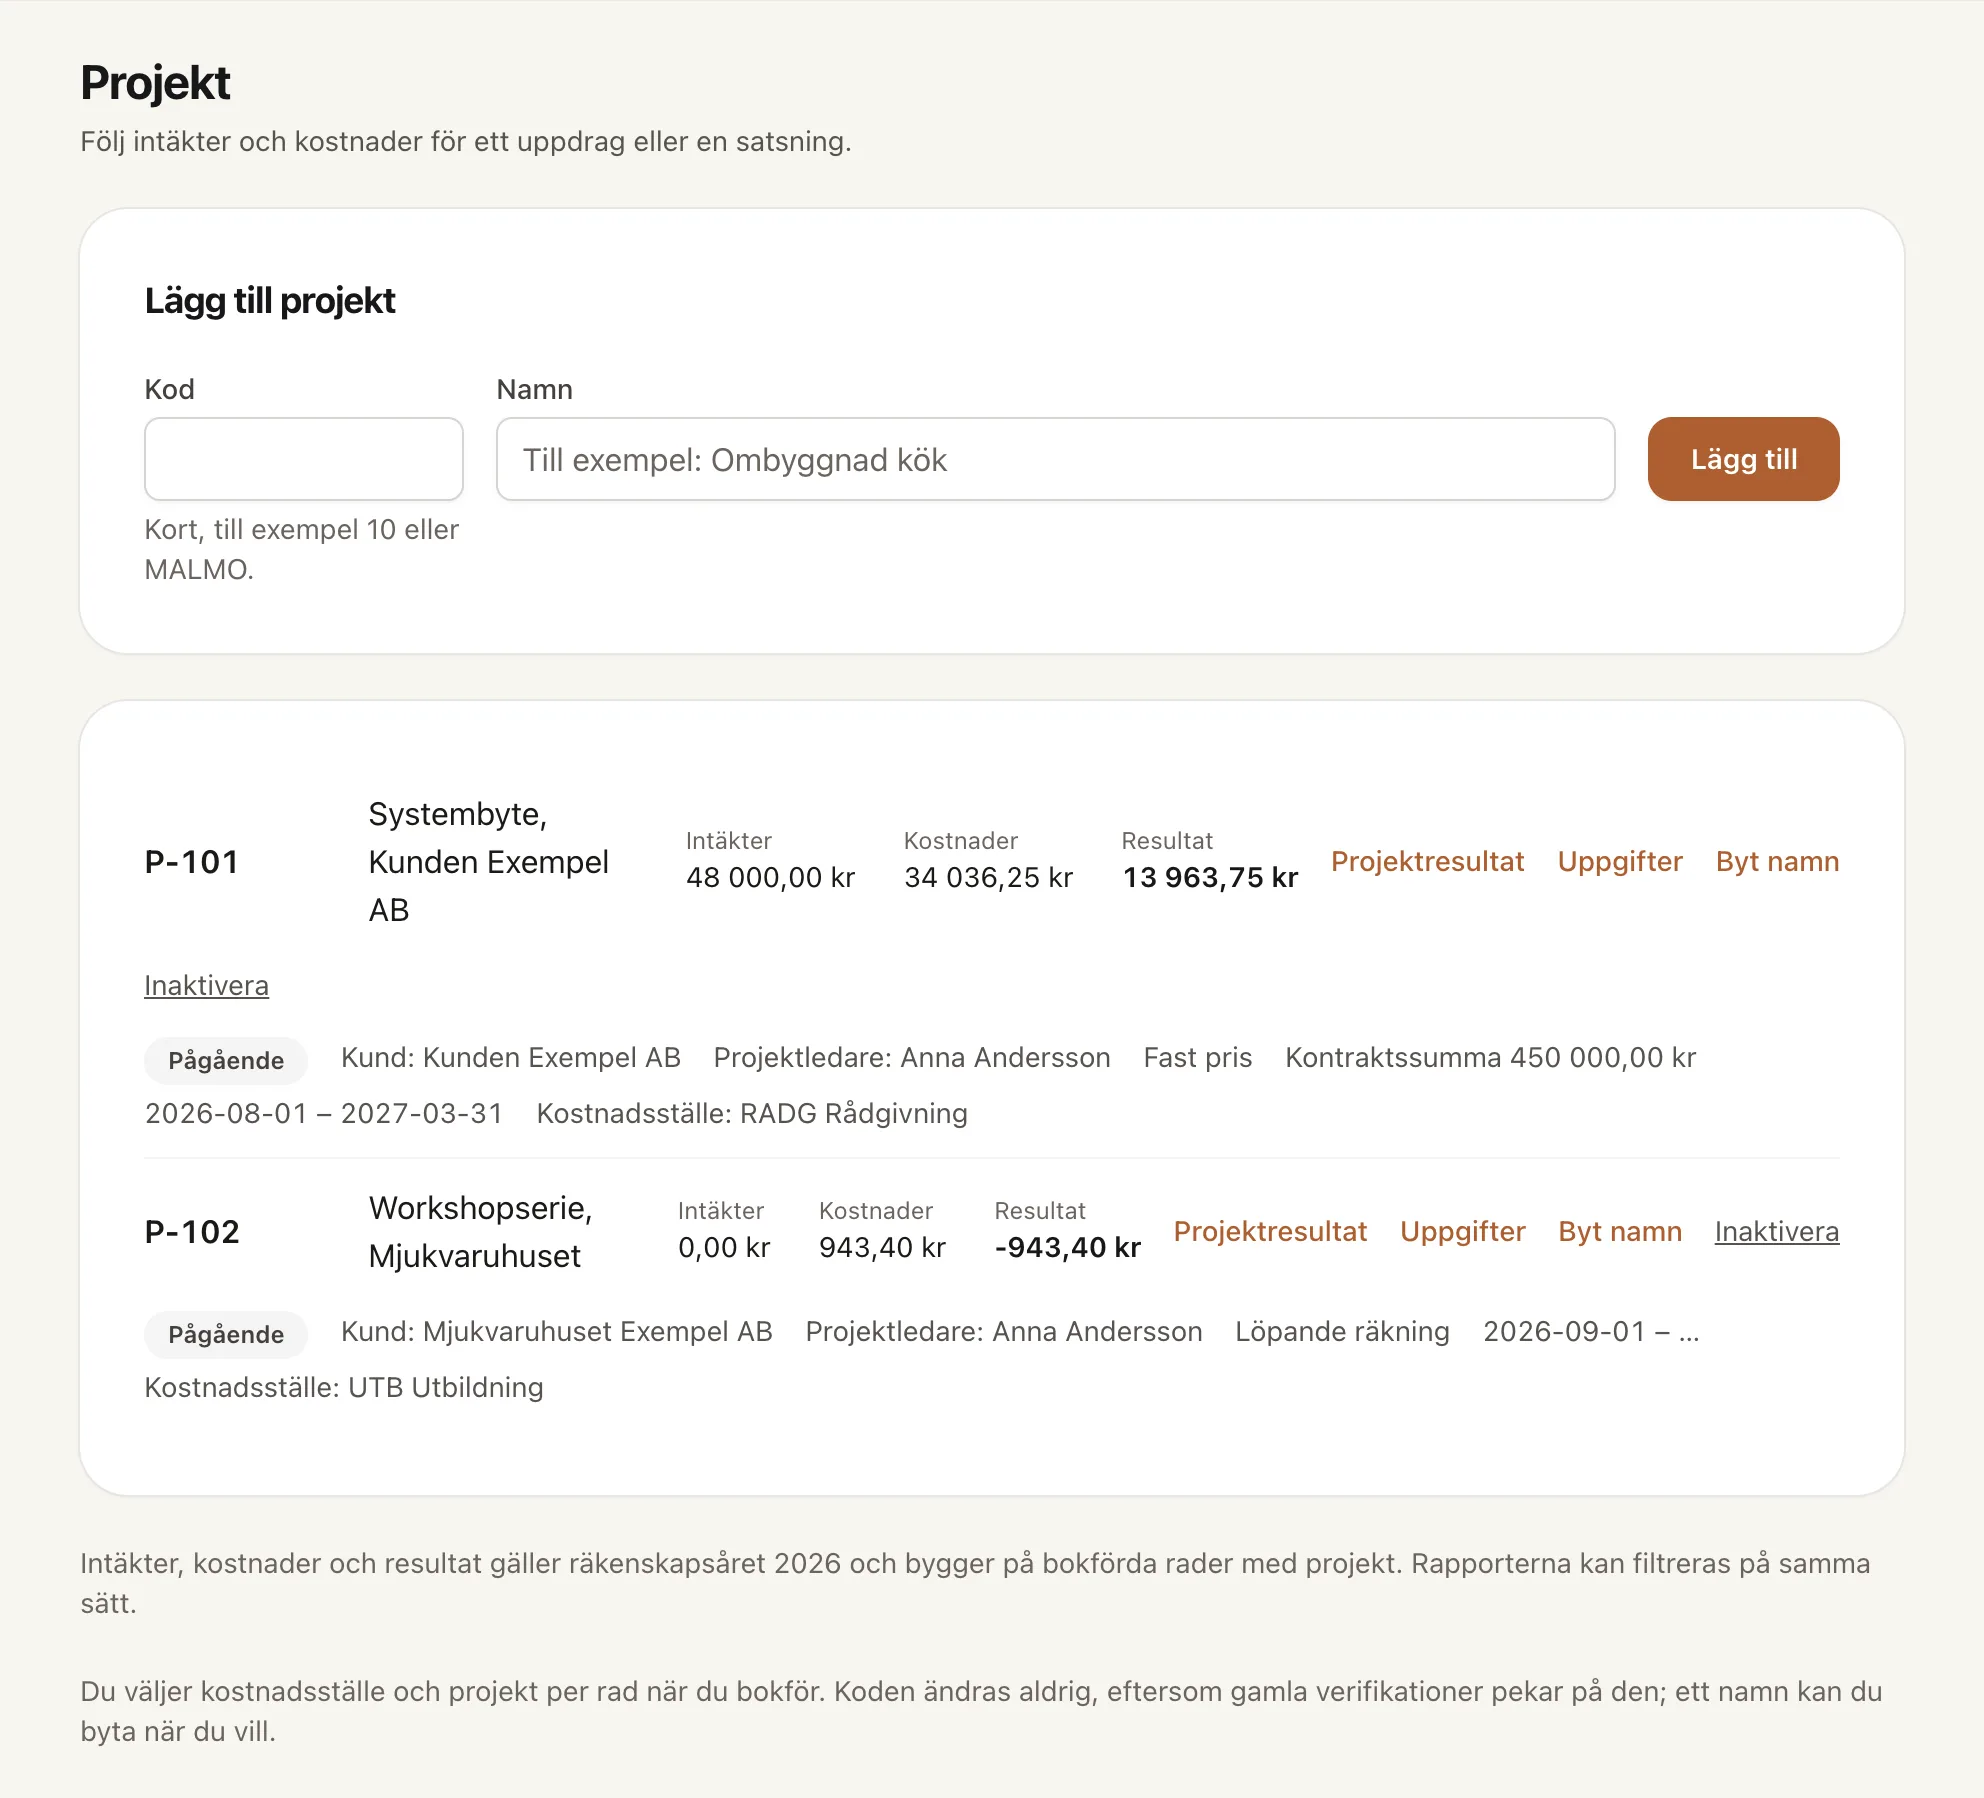 Projekt
Följ intäkter och kostnader för ett uppdrag eller en satsning.
Lägg till projekt
Kod
Namn
Till exempel: Ombyggnad kök
Lägg till
Kort, till exempel 10 eller
MALMO.
P-101
Systembyte,
Kunden Exempel
AB
Intäkter
48 000,00 kr
Kostnader
34 036,25 kr
Resultat
13 963,75 kr
Projektresultat
Uppgifter
Byt namn
Inaktivera
Pågående Kund: Kunden Exempel AB Projektledare: Anna Andersson Fast pris Kontraktssumma 450 000,00 kr
2026-08-01 – 2027-03-31 Kostnadsställe: RADG Rådgivning
P-102
Workshopserie,
Mjukvaruhuset
Intäkter
0,00 kr
Kostnader
943,40 kr
Resultat
-943,40 kr
Projektresultat
Uppgifter
Byt namn
Inaktivera
Pågående Kund: Mjukvaruhuset Exempel AB Projektledare: Anna Andersson Löpande räkning 2026-09-01 – ...
Kostnadsställe: UTB Utbildning
Intäkter, kostnader och resultat gäller räkenskapsåret 2026 och bygger på bokförda rader med projekt. Rapporterna kan filtreras på samma
sätt.
Du väljer kostnadsställe och projekt per rad när du bokför. Koden ändras aldrig, eftersom gamla verifikationer pekar på den; ett namn kan du
byta när du vill.